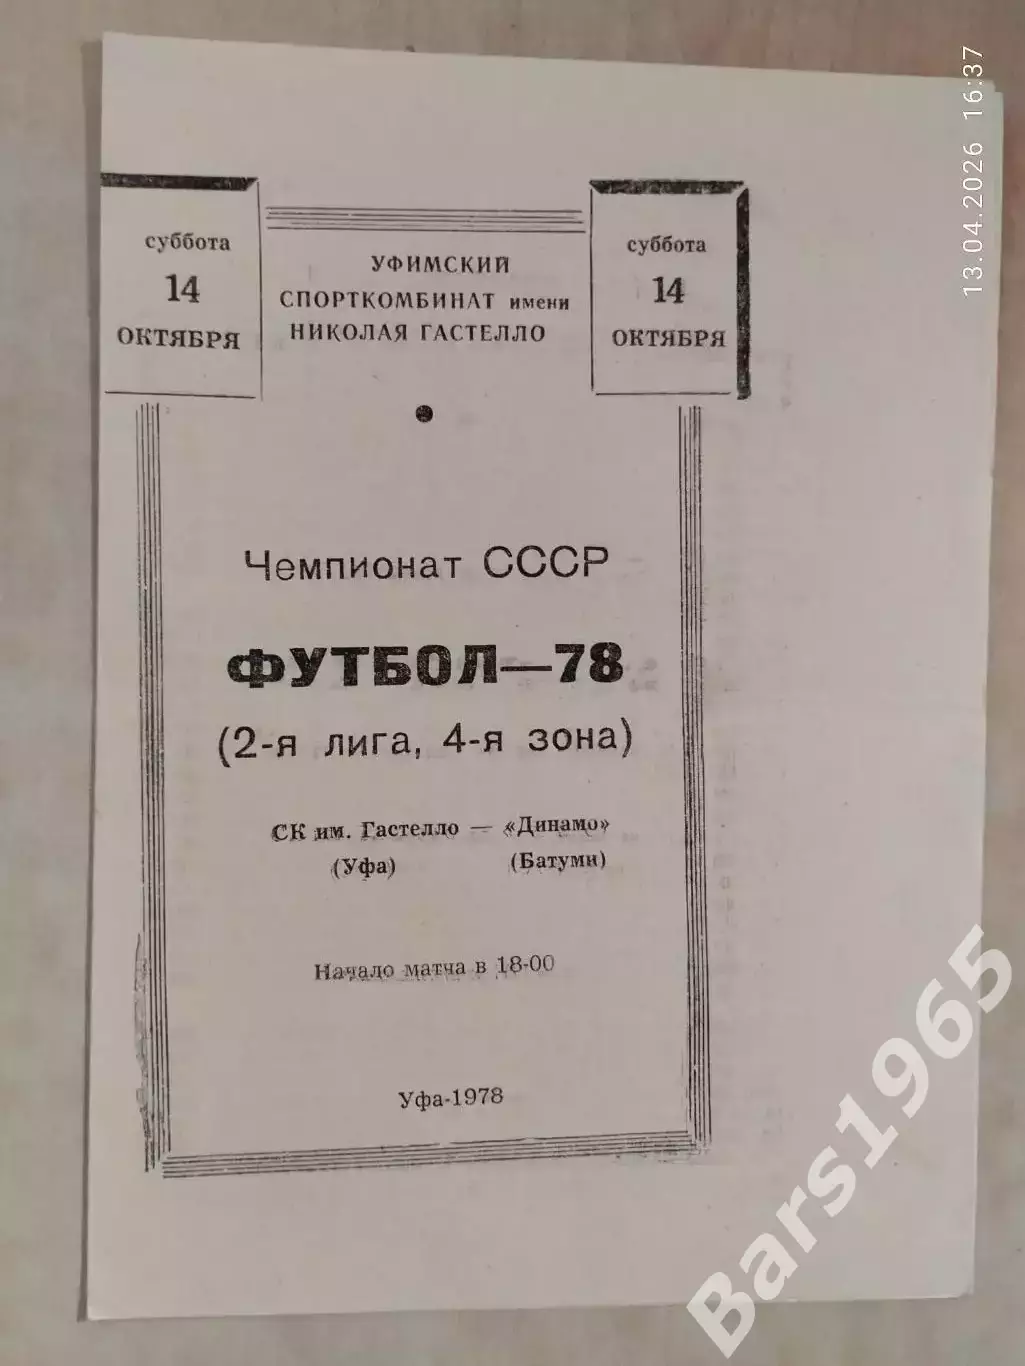 суббота
14
ОКТЯБРЯ
УФИМСКИЙ
СПОРТКОМБИНАТ имени
НИКОЛАЯ ГАСТЕЛЛО
суббота
14
ОКТЯБРЯ
Чемпионат СССР
ФУТБОЛ—78
(2-я лига, 4-я зона)
СК им. Гастелло — «Динамо»
(Уфа) (Батуми)
Начало матча в 18-00
Уфа-1978
13.04.2026 16:37
Bars1965